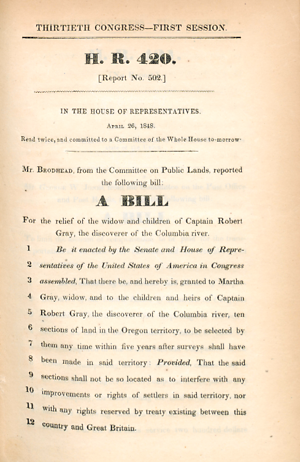 THIRTIETH CONGRESS—FIRST SESSION.
H. R. 420.
[Report No. 502.]
IN THE HOUSE OF REPRESENTATIVES.
April 26, 1848.
Read twice, and committed to a Committee of the Whole House to-morrow.
Mr. Brodhead, from the Committee on Public Lands, reported
the following bill.
A BILL
For the relief of the widow and children of Captain Robert
Gray, the discoverer of the Columbia river.
1 Be it enacted by the Senate and House of Repre-
2 sentatives of the United States of America in Congress
3 assembled, That there be, and hereby is, granted to Martha
4 Gray, widow, and to the children and heirs of Captain
5 Robert Gray, the discoverer of the Columbia river, ten
6 sections of land in the Oregon territory, to be selected by
7 them any time within five years after surveys shall have
8 been made in said territory: Provided, That the said
9 sections shall not be so located as to interfere with any
10 improvements or rights of settlers in said territory, nor
11 with any rights reserved by treaty existing between this
12 country and Great Britain.